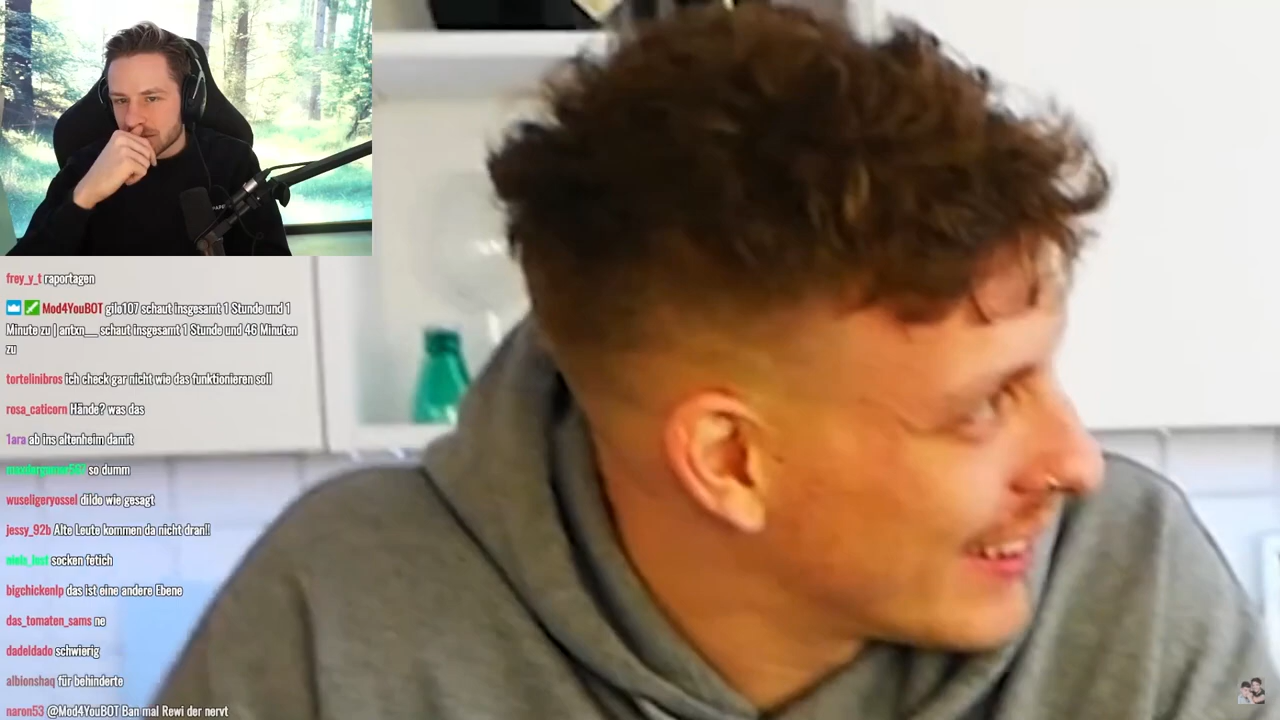 frey_y_t raportagen
Mod4YouBOT gilo107 schaut insgesamt 1 Stunde und 1
Minute zu | antxn__ schaut insgesamt 1 Stunde und 46 Minuten
zu
tortelinibros ich check gar nicht wie das funktionieren soll
rosa_caticorn Hände? was das
1ara ab ins altenheim damit
so dumm
wuseligeryossel dildo wie gesagt
jessy_92b Alte Leute kommen da nicht dran!!
socken fetich
bigchickenlp das ist eine andere Ebene
das_tomaten_sams ne
dadeldado schwierig
albionshaq für behinderte
naron53 @Mod4YouBOT Ban mal Rewi der nervt